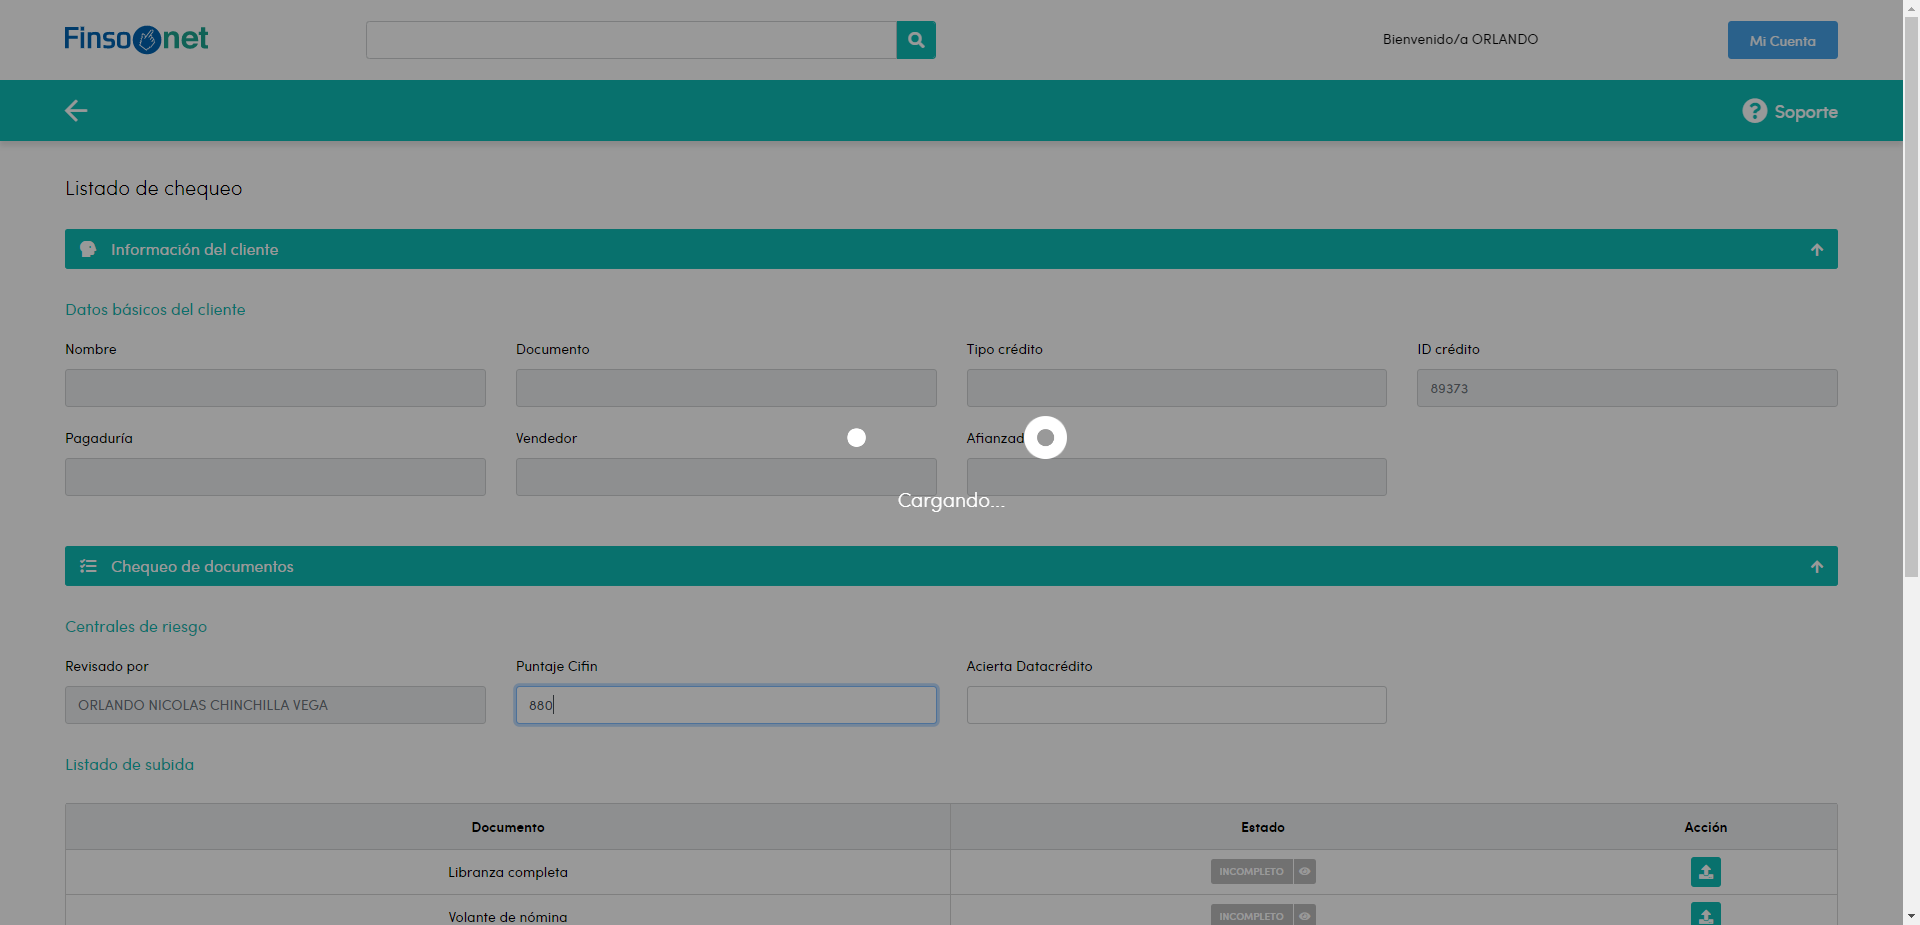 Finsonet
Bienvenido/a ORLANDO
Mi Cuenta
Soporte
Listado de chequeo
Información del cliente
Datos básicos del cliente
Nombre
Documento
Tipo crédito
ID crédito
89373
Pagaduría
Vendedor
Afianzad
Cargando...
Chequeo de documentos
Centrales de riesgo
Revisado por
Puntaje Cifin
Acierta Datacrédito
ORLANDO NICOLAS CHINCHILLA VEGA
880
Listado de subida
Documento
Estado
Acción
Libranza completa
INCOMPLETO
Volante de nómina
INCOMPLETO